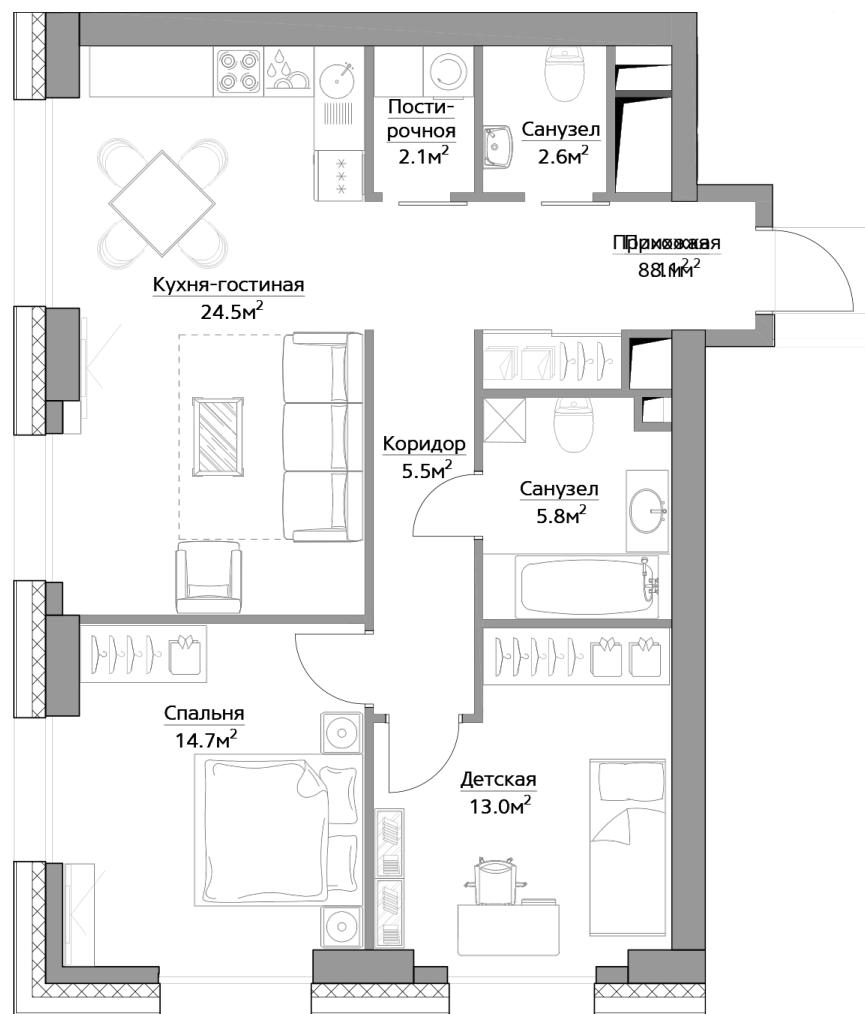 Пости-
рочноя
2.1м²
Санузел
2.6м²
Кухня-гостиная
24.5м²
Коридор
5.5м²
Санузел
5.8м²
Спальня
14.7м²
Детская
13.0м²